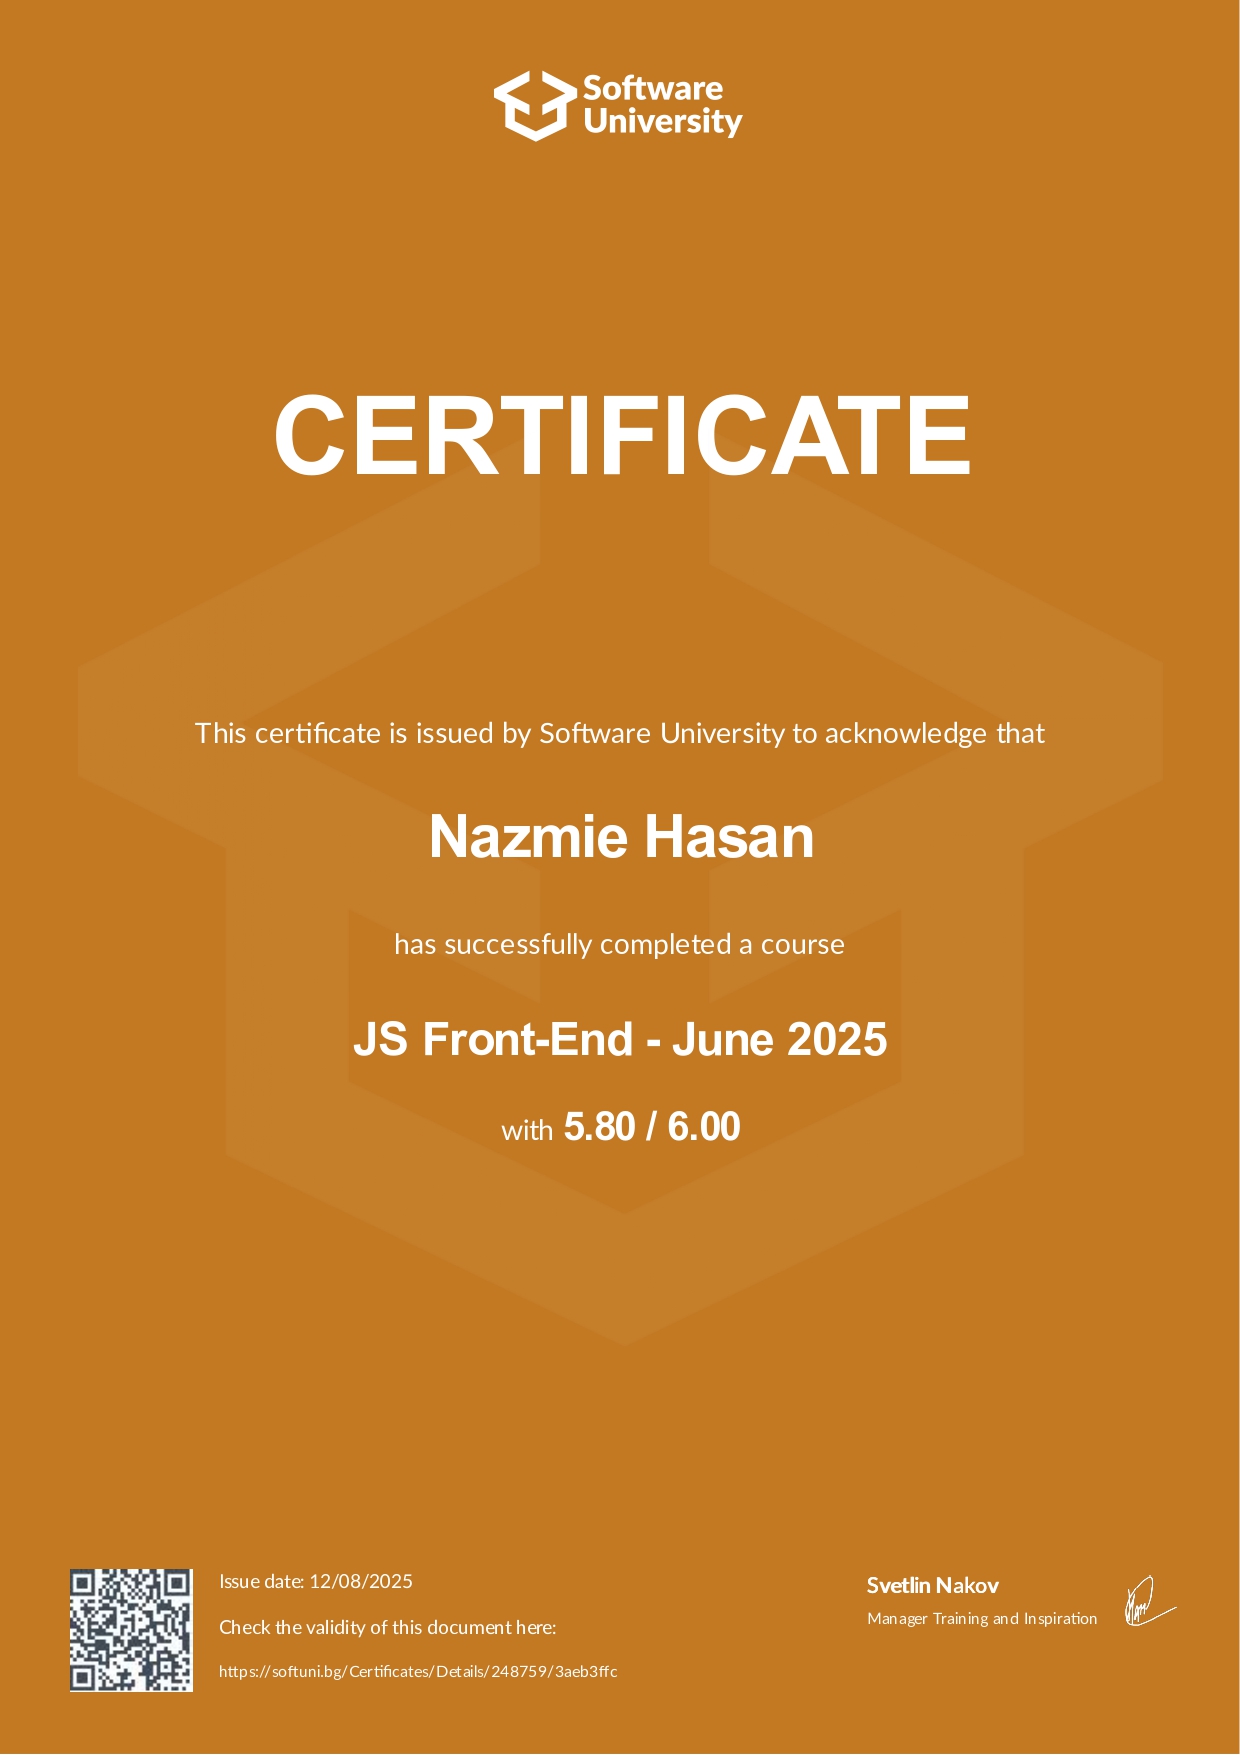 Software
University
CERTIFICATE
This certificate is issued by Software University to acknowledge that
Nazmie Hasan
has successfully completed a course
JS Front-End - June 2025
with 5.80 / 6.00
Issue date: 12/08/2025
Check the validity of this document here:
https://softuni.bg/Certificates/Details/248759/3aeb3ffc
Svetlin Nakov
Manager Training and Inspiration